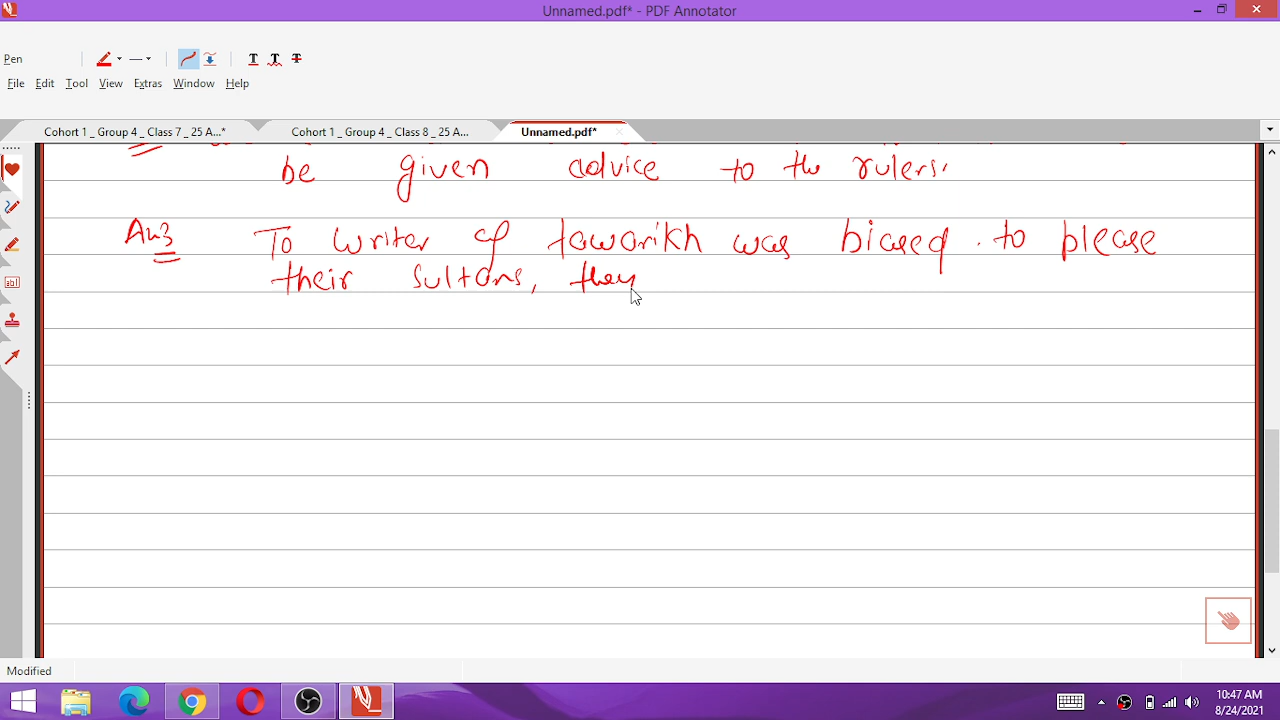 Unnamed.pdf* - PDF Annotator
Pen
T T T
File Edit Tool View Extras Window Help
Cohort 1 _ Group 4 _ Class 7 _ 25 A...* Cohort 1 _ Group 4 _ Class 8 _ 25 A... Unnamed.pdf*
be given advice to the rulers.
Ans3 To writer of tawarikh was biased. to please
their sultans, they
Modified
10:47 AM
8/24/2021